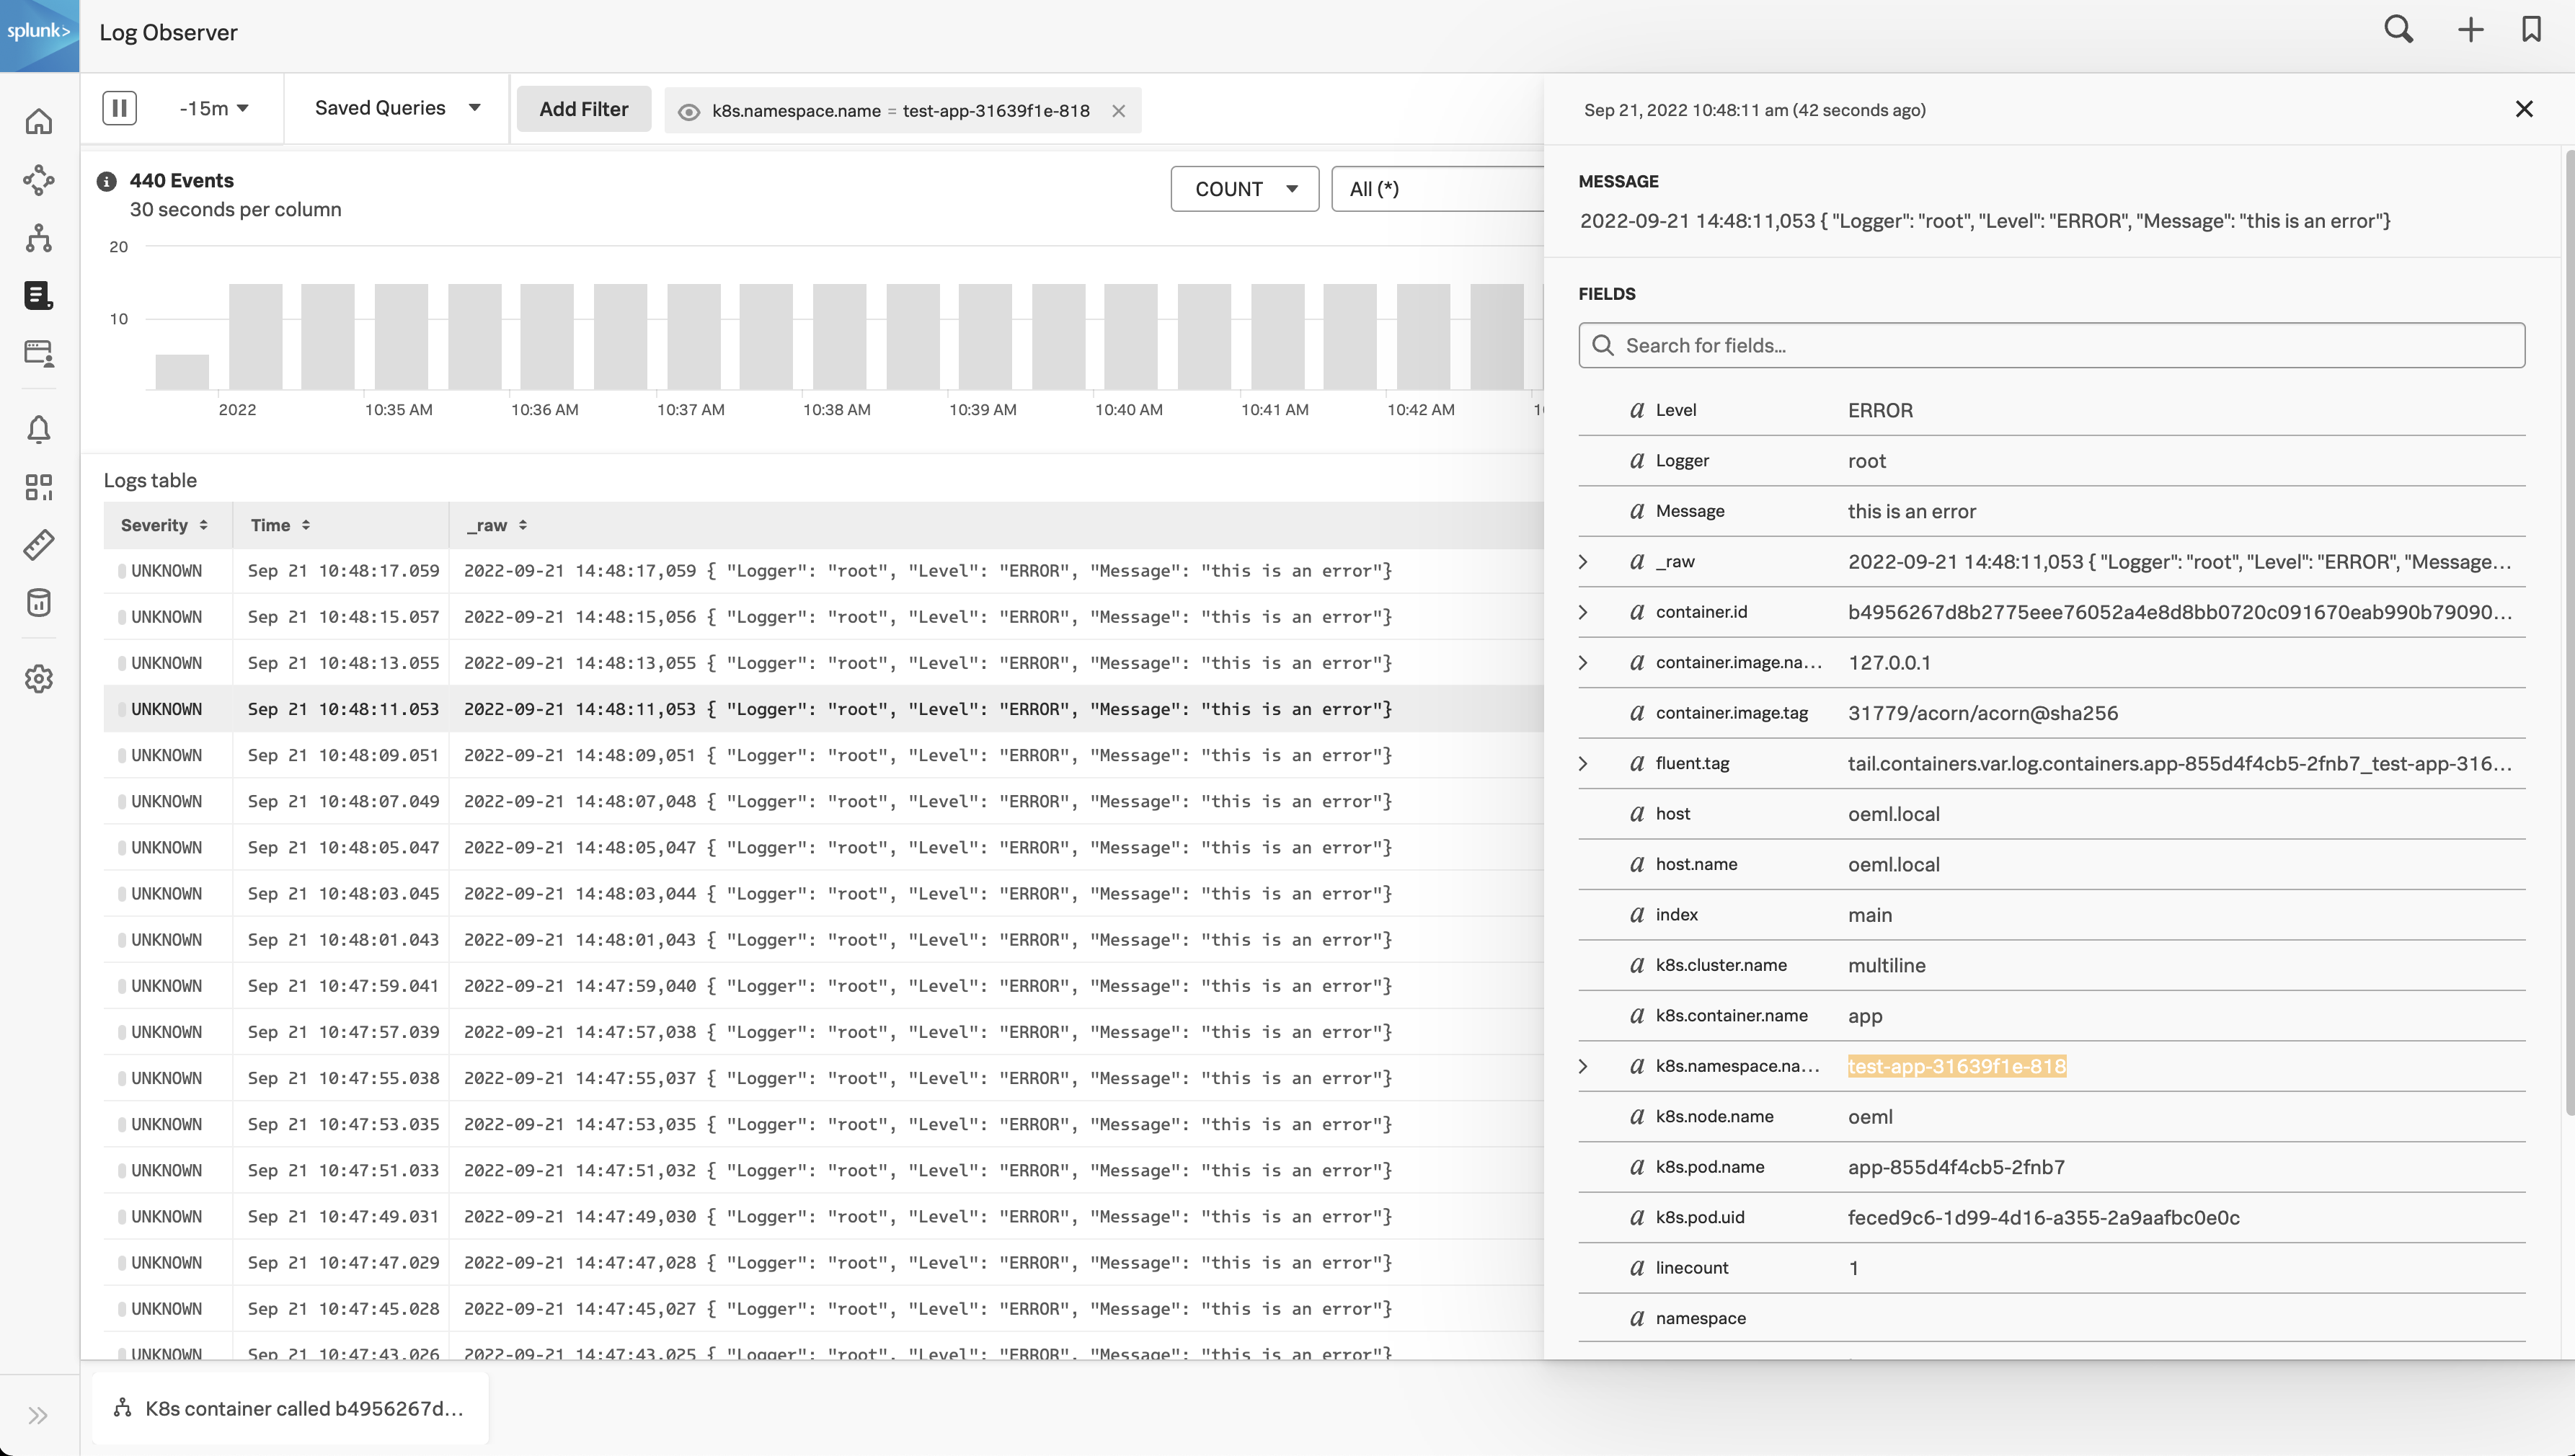 splunk>
Log Observer
-15m
Saved Queries
Add Filter
k8s.namespace.name = test-app-31639f1e-818
440 Events
30 seconds per column
COUNT
All (*)
20
10
2022
10:35 AM
10:36 AM
10:37 AM
10:38 AM
10:39 AM
10:40 AM
10:41 AM
10:42 AM
Logs table
Severity Time _raw
UNKNOWN Sep 21 10:48:17.059 2022-09-21 14:48:17,059 { "Logger": "root", "Level": "ERROR", "Message": "this is an error"}
UNKNOWN Sep 21 10:48:15.057 2022-09-21 14:48:15,056 { "Logger": "root", "Level": "ERROR", "Message": "this is an error"}
UNKNOWN Sep 21 10:48:13.055 2022-09-21 14:48:13,055 { "Logger": "root", "Level": "ERROR", "Message": "this is an error"}
UNKNOWN Sep 21 10:48:11.053 2022-09-21 14:48:11,053 { "Logger": "root", "Level": "ERROR", "Message": "this is an error"}
UNKNOWN Sep 21 10:48:09.051 2022-09-21 14:48:09,051 { "Logger": "root", "Level": "ERROR", "Message": "this is an error"}
UNKNOWN Sep 21 10:48:07.049 2022-09-21 14:48:07,048 { "Logger": "root", "Level": "ERROR", "Message": "this is an error"}
UNKNOWN Sep 21 10:48:05.047 2022-09-21 14:48:05,047 { "Logger": "root", "Level": "ERROR", "Message": "this is an error"}
UNKNOWN Sep 21 10:48:03.045 2022-09-21 14:48:03,044 { "Logger": "root", "Level": "ERROR", "Message": "this is an error"}
UNKNOWN Sep 21 10:48:01.043 2022-09-21 14:48:01,043 { "Logger": "root", "Level": "ERROR", "Message": "this is an error"}
UNKNOWN Sep 21 10:47:59.041 2022-09-21 14:47:59,040 { "Logger": "root", "Level": "ERROR", "Message": "this is an error"}
UNKNOWN Sep 21 10:47:57.039 2022-09-21 14:47:57,038 { "Logger": "root", "Level": "ERROR", "Message": "this is an error"}
UNKNOWN Sep 21 10:47:55.038 2022-09-21 14:47:55,037 { "Logger": "root", "Level": "ERROR", "Message": "this is an error"}
UNKNOWN Sep 21 10:47:53.035 2022-09-21 14:47:53,035 { "Logger": "root", "Level": "ERROR", "Message": "this is an error"}
UNKNOWN Sep 21 10:47:51.033 2022-09-21 14:47:51,032 { "Logger": "root", "Level": "ERROR", "Message": "this is an error"}
UNKNOWN Sep 21 10:47:49.031 2022-09-21 14:47:49,030 { "Logger": "root", "Level": "ERROR", "Message": "this is an error"}
UNKNOWN Sep 21 10:47:47.029 2022-09-21 14:47:47,028 { "Logger": "root", "Level": "ERROR", "Message": "this is an error"}
UNKNOWN Sep 21 10:47:45.028 2022-09-21 14:47:45,027 { "Logger": "root", "Level": "ERROR", "Message": "this is an error"}
UNKNOWN Sep 21 10:47:43.026 2022-09-21 14:47:43,025 { "Logger": "root", "Level": "ERROR", "Message": "this is an error"}
K8s container called b4956267d...
Sep 21, 2022 10:48:11 am (42 seconds ago)
MESSAGE
2022-09-21 14:48:11,053 { "Logger": "root", "Level": "ERROR", "Message": "this is an error"}
FIELDS
Search for fields...
a Level ERROR
a Logger root
a Message this is an error
a _raw 2022-09-21 14:48:11,053 { "Logger": "root", "Level": "ERROR", "Message...
a container.id b4956267d8b2775eee76052a4e8d8bb0720c091670eab990b79090...
a container.image.na... 127.0.0.1
a container.image.tag 31779/acorn/acorn@sha256
a fluent.tag tail.containers.var.log.containers.app-855d4f4cb5-2fnb7_test-app-316...
a host oeml.local
a host.name oeml.local
a index main
a k8s.cluster.name multiline
a k8s.container.name app
a k8s.namespace.na... test-app-31639f1e-818
a k8s.node.name oeml
a k8s.pod.name app-855d4f4cb5-2fnb7
a k8s.pod.uid feced9c6-1d99-4d16-a355-2a9aafbc0e0c
a linecount 1
a namespace